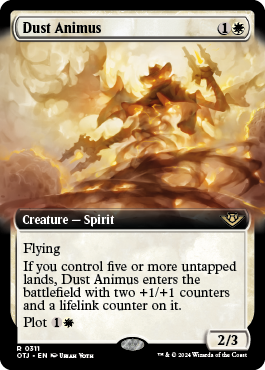 Dust Animus 1
Creature — Spirit
Flying
If you control five or more untapped
lands, Dust Animus enters the
battlefield with two +1/+1 counters
and a lifelink counter on it.
Plot 1
2/3
R 0311
OTJ • EN Uriah Voth
™ & © 2024 Wizards of the Coast